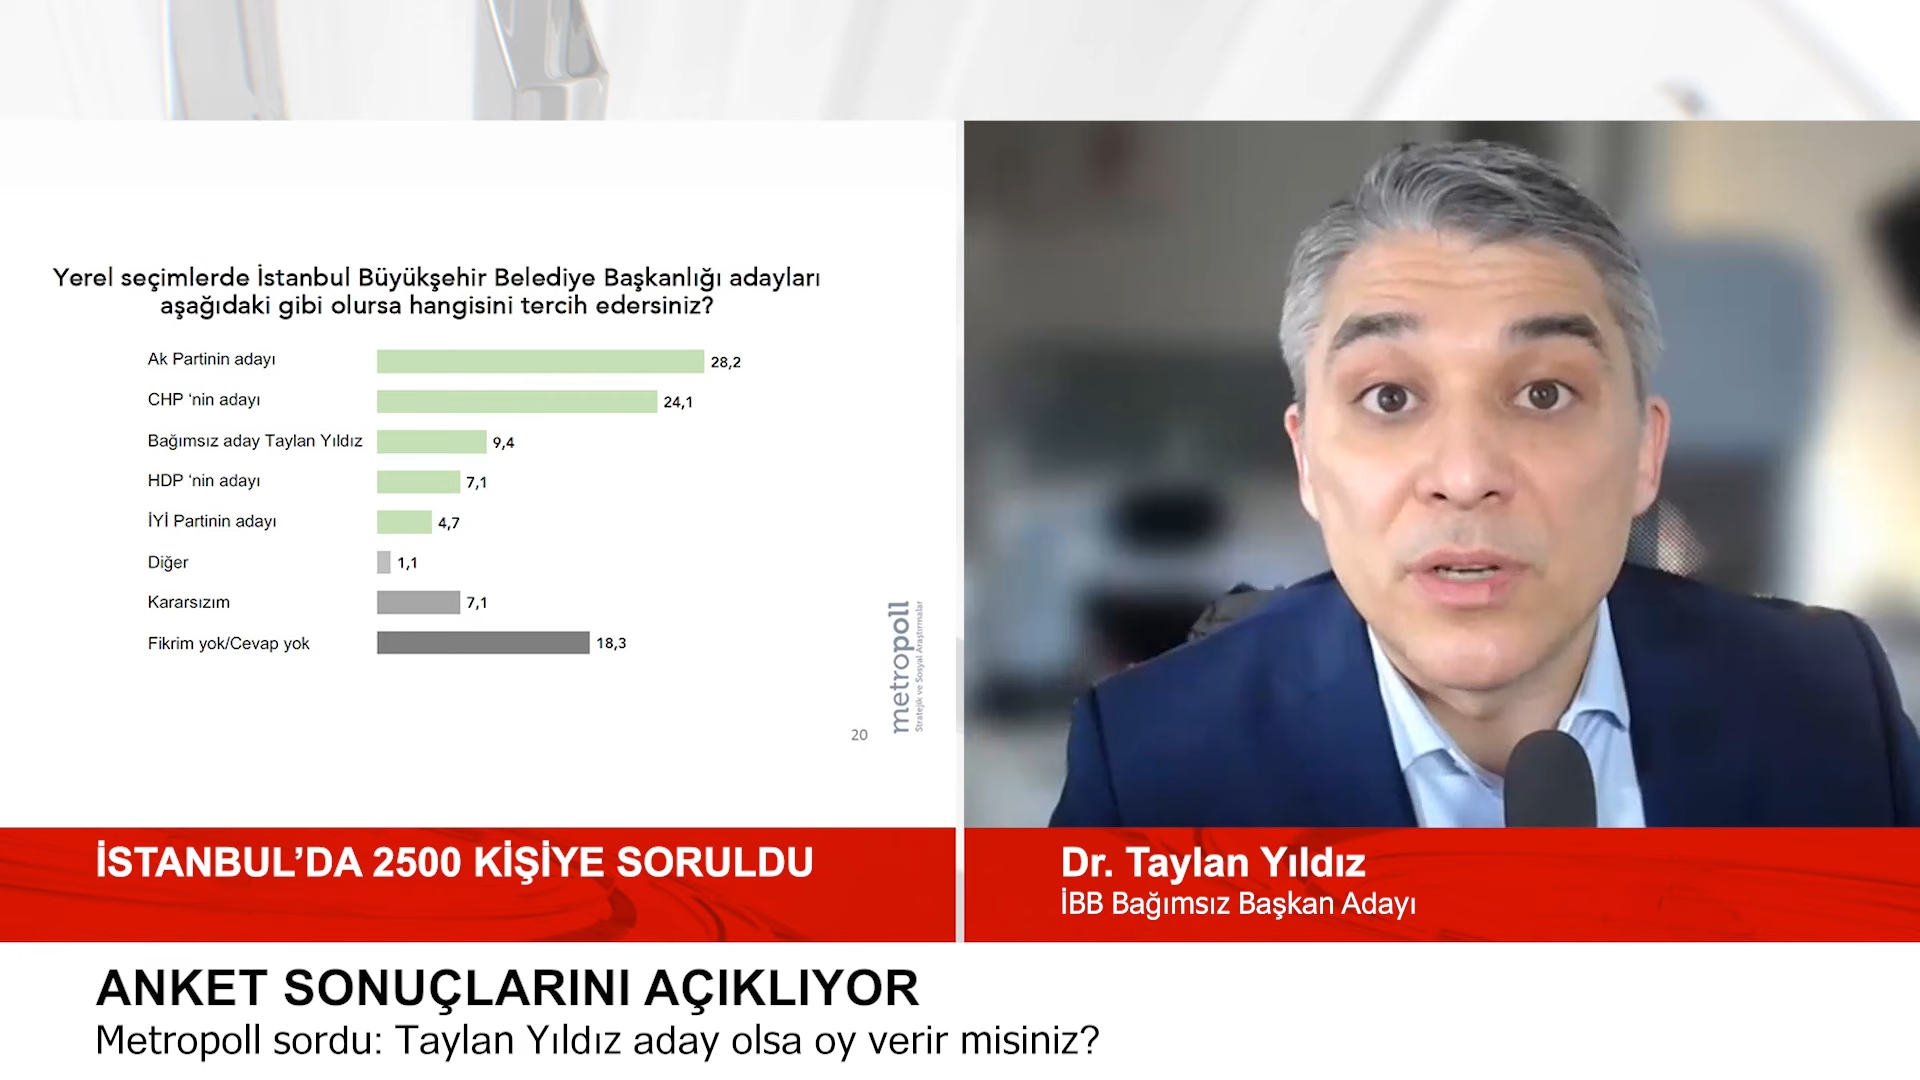 Yerel seçimlerde İstanbul Büyükşehir Belediye Başkanlığı adayları
aşağıdaki gibi olursa hangisini tercih edersiniz?
Ak Partinin adayı 28,2
CHP ‘nin adayı 24,1
Bağımsız aday Taylan Yıldız 9,4
HDP ‘nin adayı 7,1
İYİ Partinin adayı 4,7
Diğer 1,1
Kararsızım 7,1
Fikrim yok/Cevap yok 18,3
metropoll
Stratejik ve Sosyal Araştırmalar
20
İSTANBUL’DA 2500 KİŞİYE SORULDU
Dr. Taylan Yıldız
İBB Bağımsız Başkan Adayı
ANKET SONUÇLARINI AÇIKLIYOR
Metropoll sordu: Taylan Yıldız aday olsa oy verir misiniz?